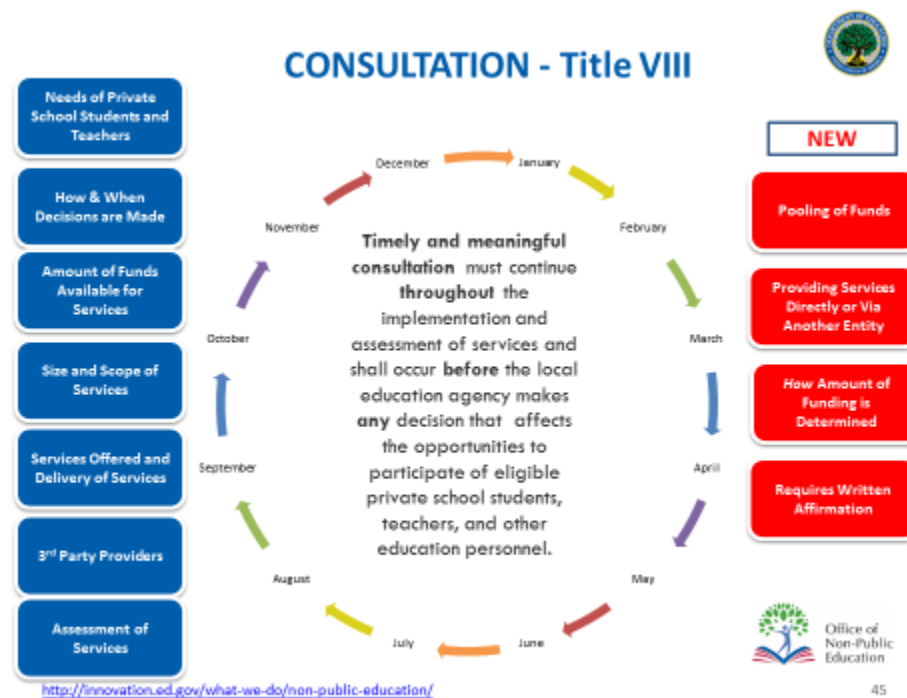 CONSULTATION - Title VIII
Needs of Private
School Students and
Teachers
How & When
Decisions are Made
Amount of Funds
Available for
Services
Size and Scope of
Services
Services Offered and
Delivery of Services
3rd Party Providers
Assessment of
Services
December
January
February
March
April
May
June
July
August
September
October
November
Timely and meaningful
consultation must continue
throughout the
implementation and
assessment of services and
shall occur before the local
education agency makes
any decision that affects
the opportunities to
participate of eligible
private school students,
teachers, and other
education personnel.
NEW
Pooling of Funds
Providing Services
Directly or Via
Another Entity
How Amount of
Funding is
Determined
Requires Written
Affirmation
Office of
Non-Public
Education
http://innovation.ed.gov/what-we-do/non-public-education/
45